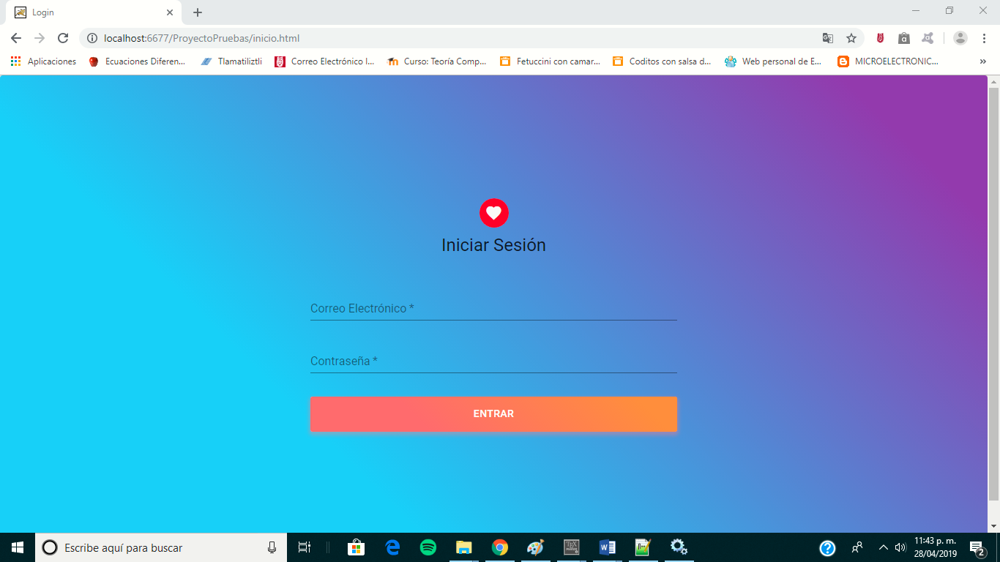 Login
localhost:6677/ProyectoPruebas/inicio.html
Aplicaciones
Ecuaciones Diferen...
Tlamatiliztli
Correo Electrónico I...
Curso: Teoría Comp...
Fetuccini con camar...
Coditos con salsa d...
Web personal de E...
MICROELECTRONIC...
»
Iniciar Sesión
Correo Electrónico *
Contraseña *
ENTRAR
Escribe aquí para buscar
11:43 p. m.
28/04/2019
2